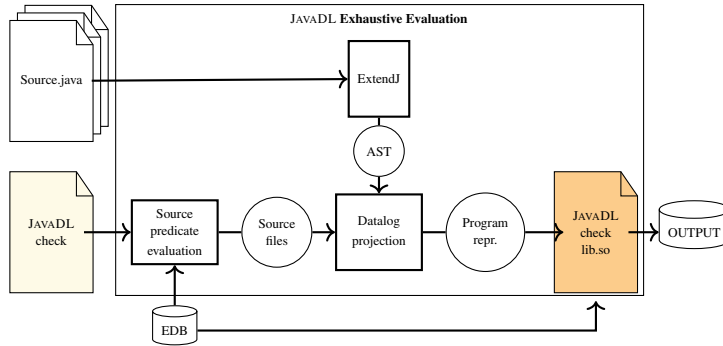 JAVADL Exhaustive Evaluation
Source.java
ExtendJ
AST
JAVADL
check
Source
predicate
evaluation
Source
files
Datalog
projection
Program
repr.
JAVADL
check
lib.so
OUTPUT
EDB